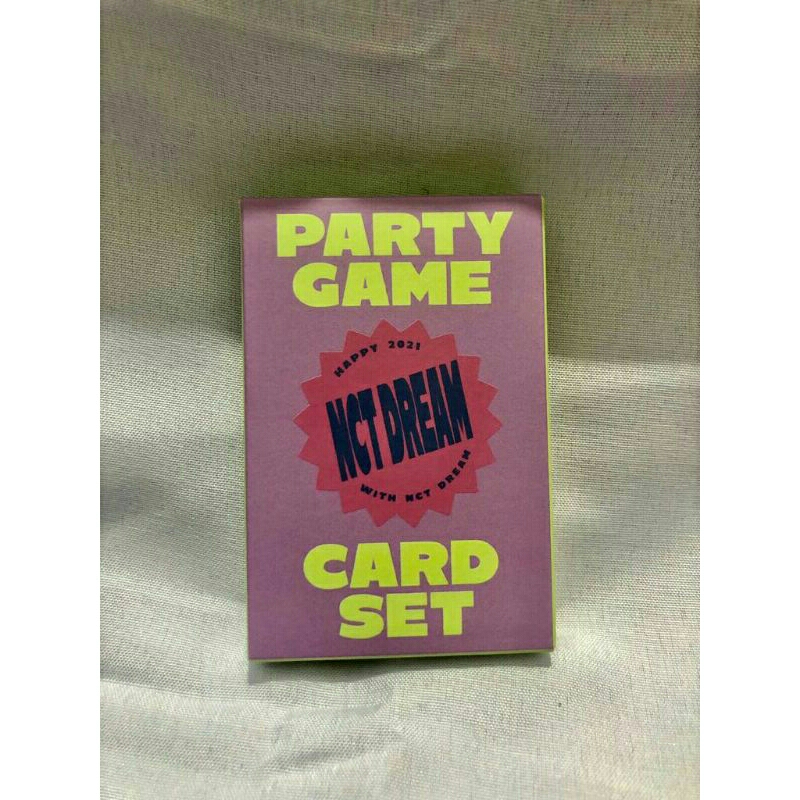 PARTY
GAME
HAPPY 2021
NCT DREAM
WITH NCT DREAM
CARD
SET